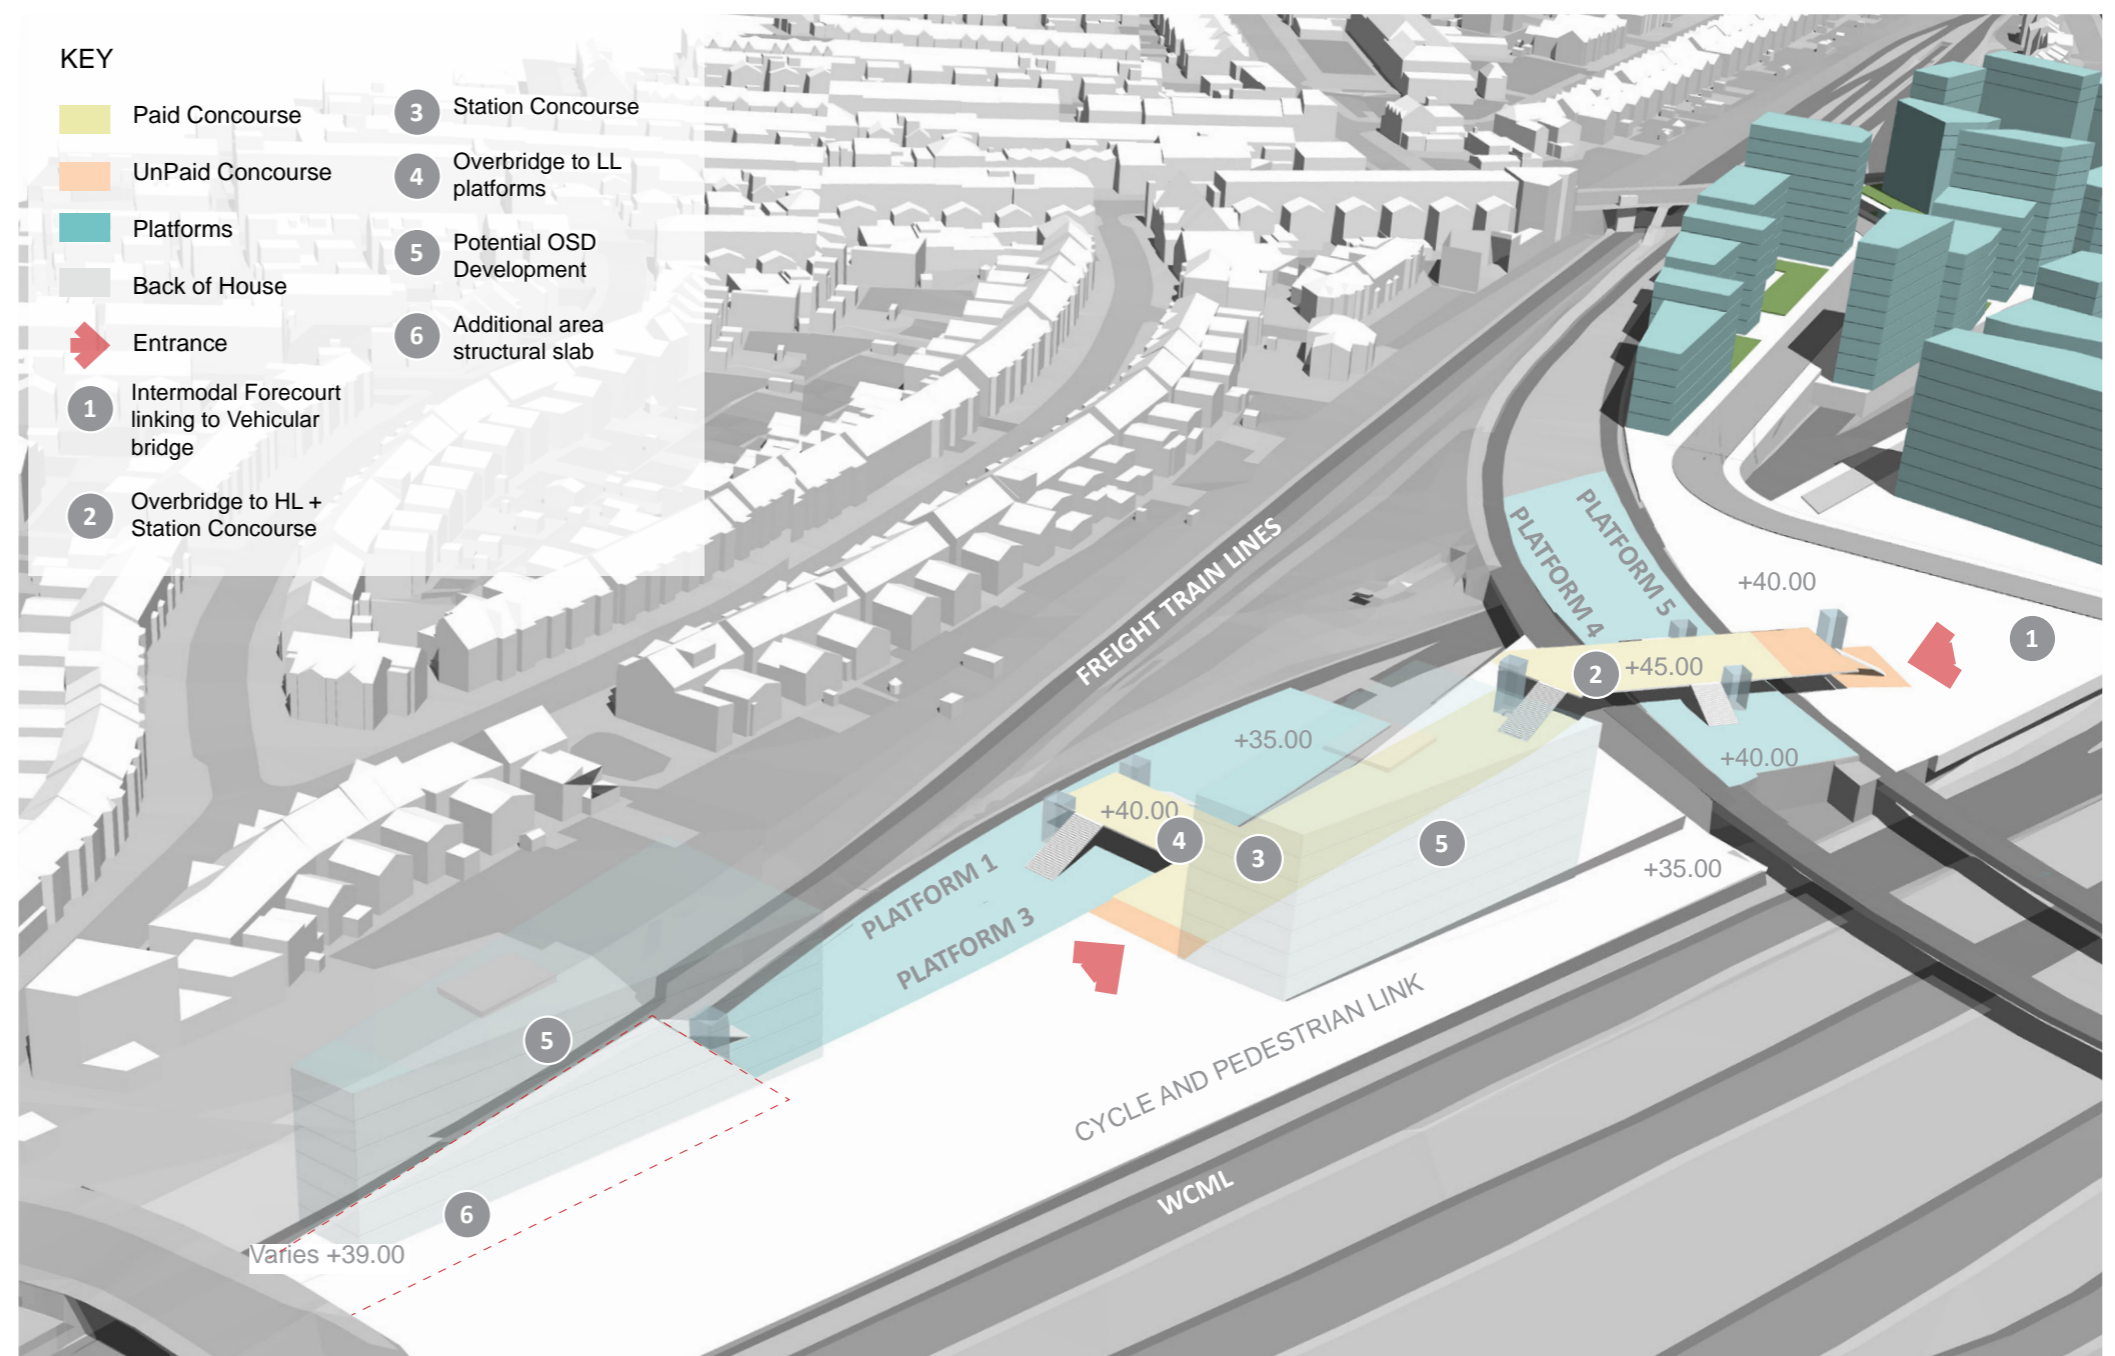 KEY
Paid Concourse
UnPaid Concourse
Platforms
Back of House
Entrance
1
Intermodal Forecourt
linking to Vehicular
bridge
2
Overbridge to HL +
Station Concourse
3
Station Concourse
4
Overbridge to LL
platforms
5
Potential OSD
Development
6
Additional area
structural slab
FREIGHT TRAIN LINES
PLATFORM 5
PLATFORM 4
+40.00
1
2
+45.00
+40.00
+35.00
+40.00
4
3
5
+35.00
PLATFORM 1
PLATFORM 3
CYCLE AND PEDESTRIAN LINK
WCML
5
6
Varies +39.00